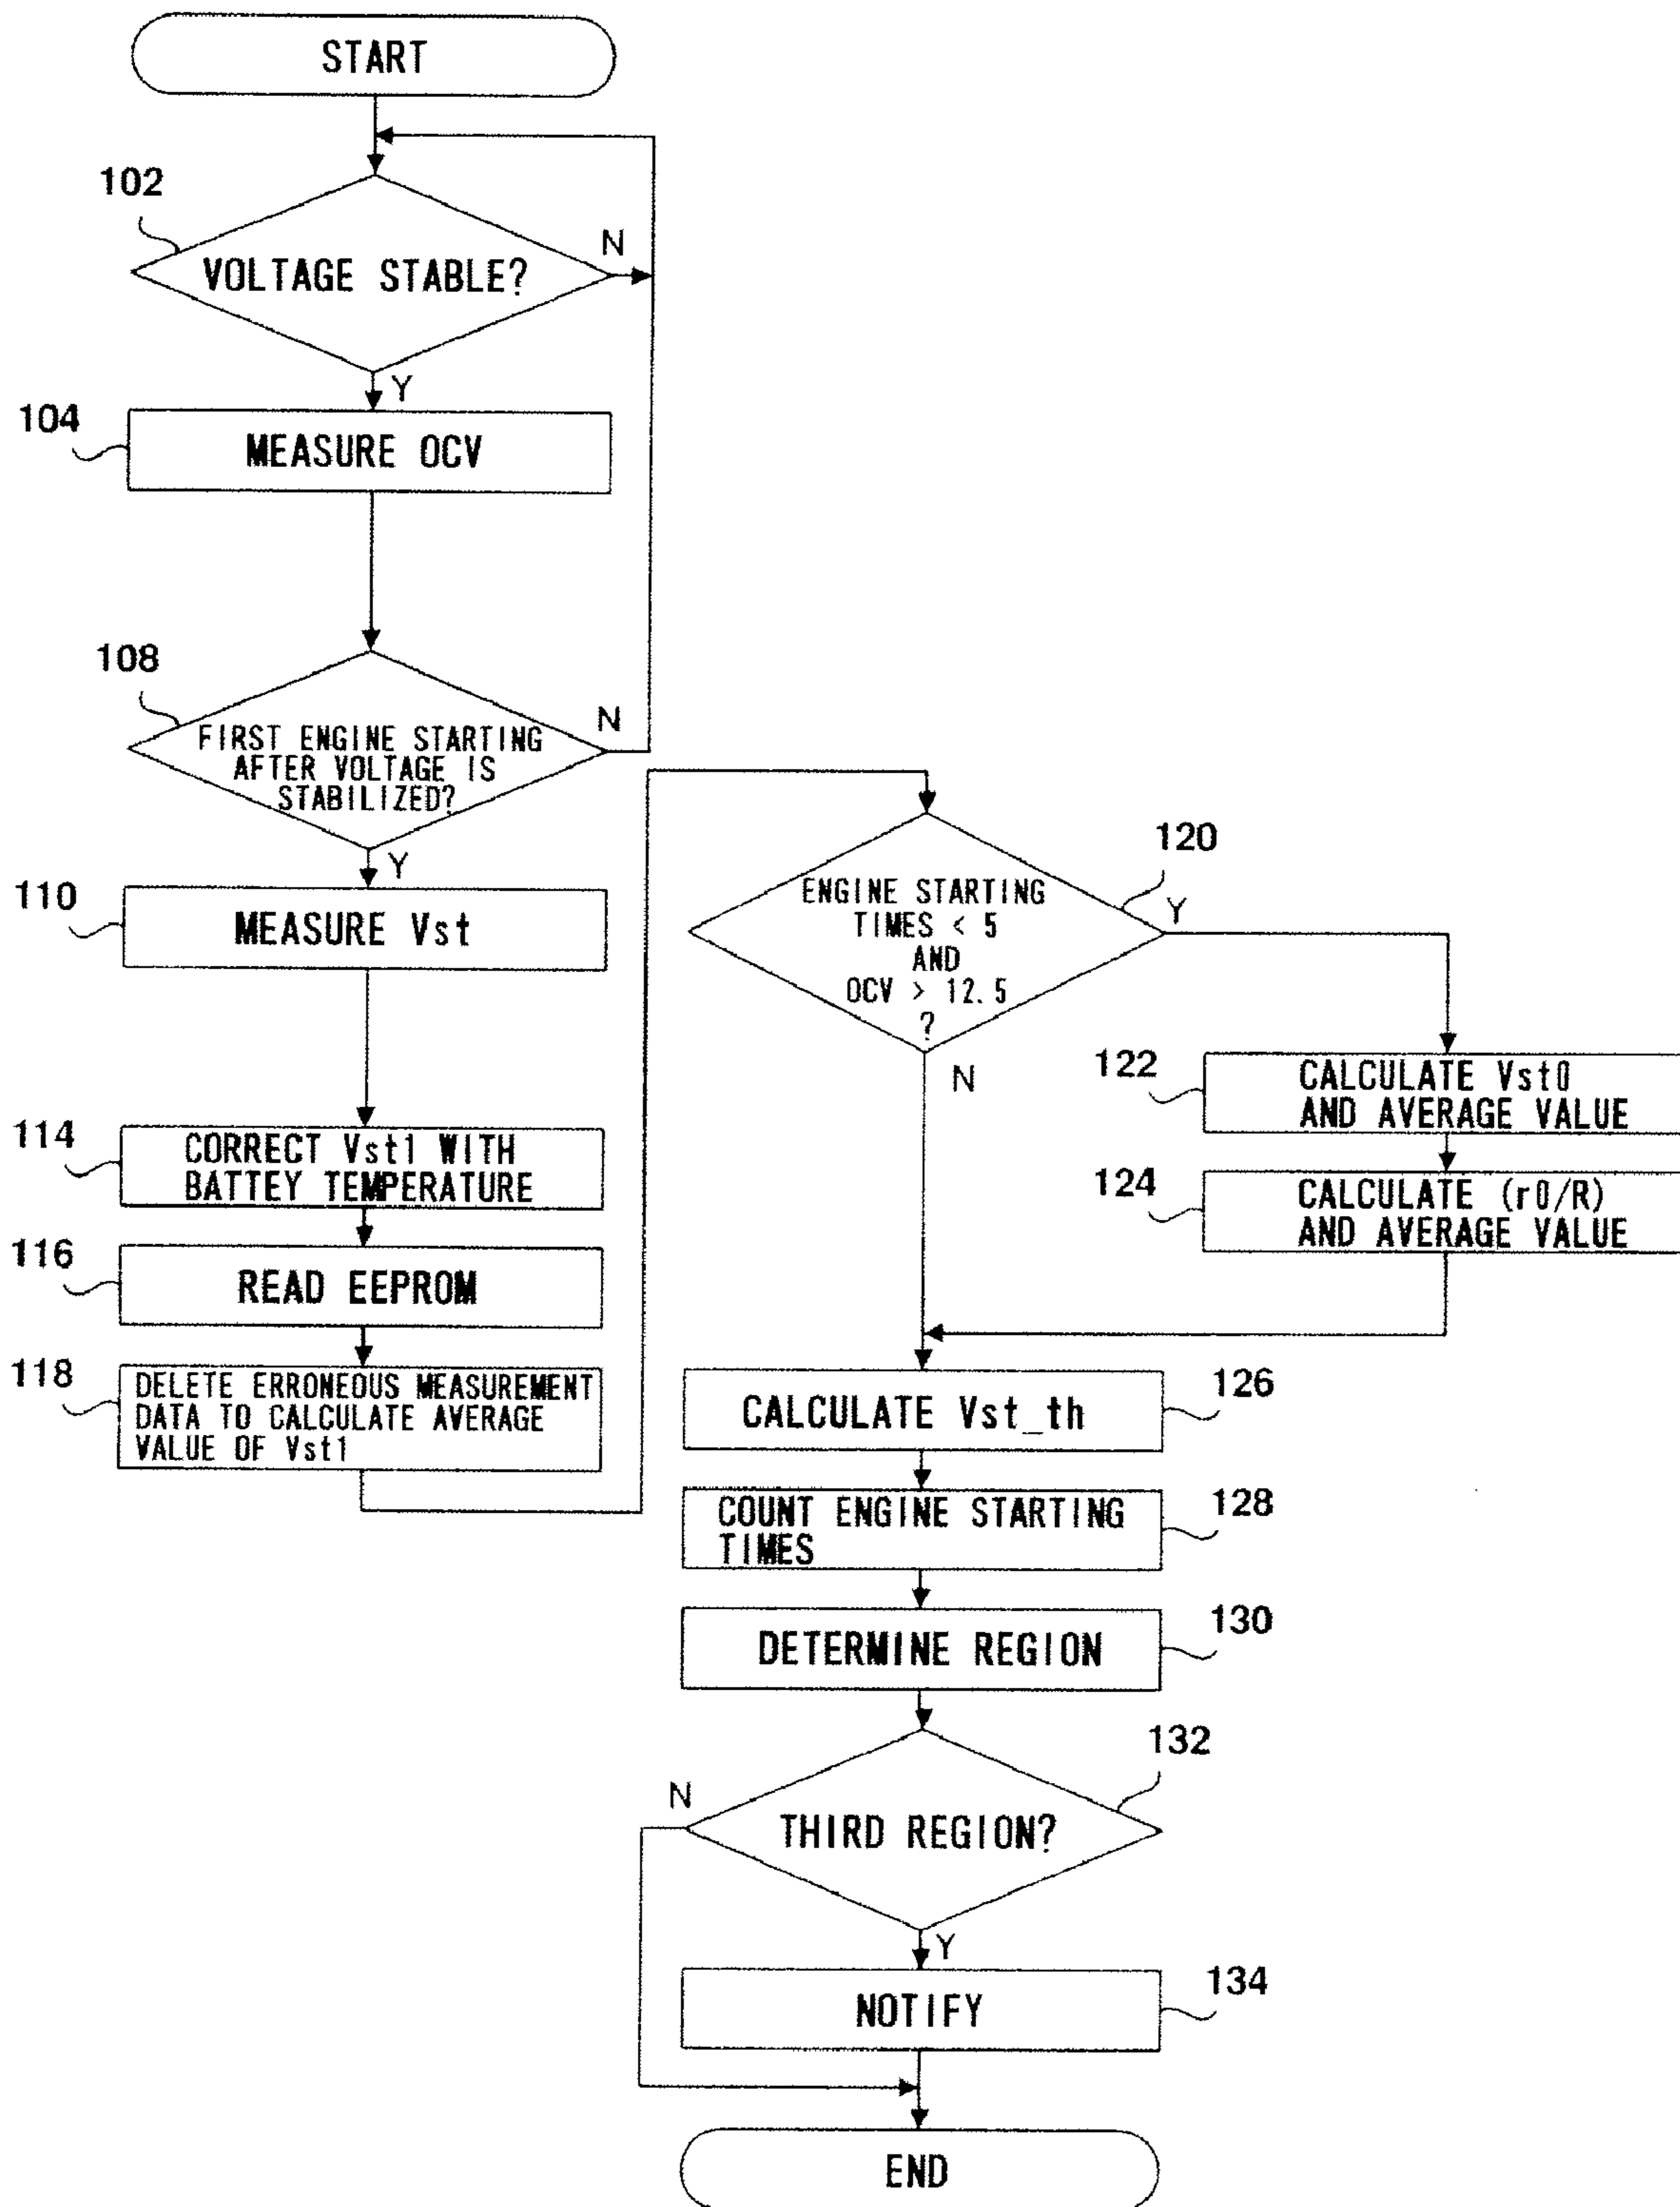 START
102
VOLTAGE STABLE?
N
Y
104
MEASURE OCV
108
FIRST ENGINE STARTING
AFTER VOLTAGE IS
STABILIZED?
N
Y
110
MEASURE Vst
114
CORRECT Vst1 WITH
BATTEY TEMPERATURE
116
READ EEPROM
118
DELETE ERRONEOUS MEASUREMENT
DATA TO CALCULATE AVERAGE
VALUE OF Vst1
120
ENGINE STARTING
TIMES < 5
AND
OCV > 12.5
?
Y
N
122
CALCULATE Vst0
AND AVERAGE VALUE
124
CALCULATE (r0/R)
AND AVERAGE VALUE
126
CALCULATE Vst_th
128
COUNT ENGINE STARTING
TIMES
130
DETERMINE REGION
132
THIRD REGION?
N
Y
134
NOTIFY
END